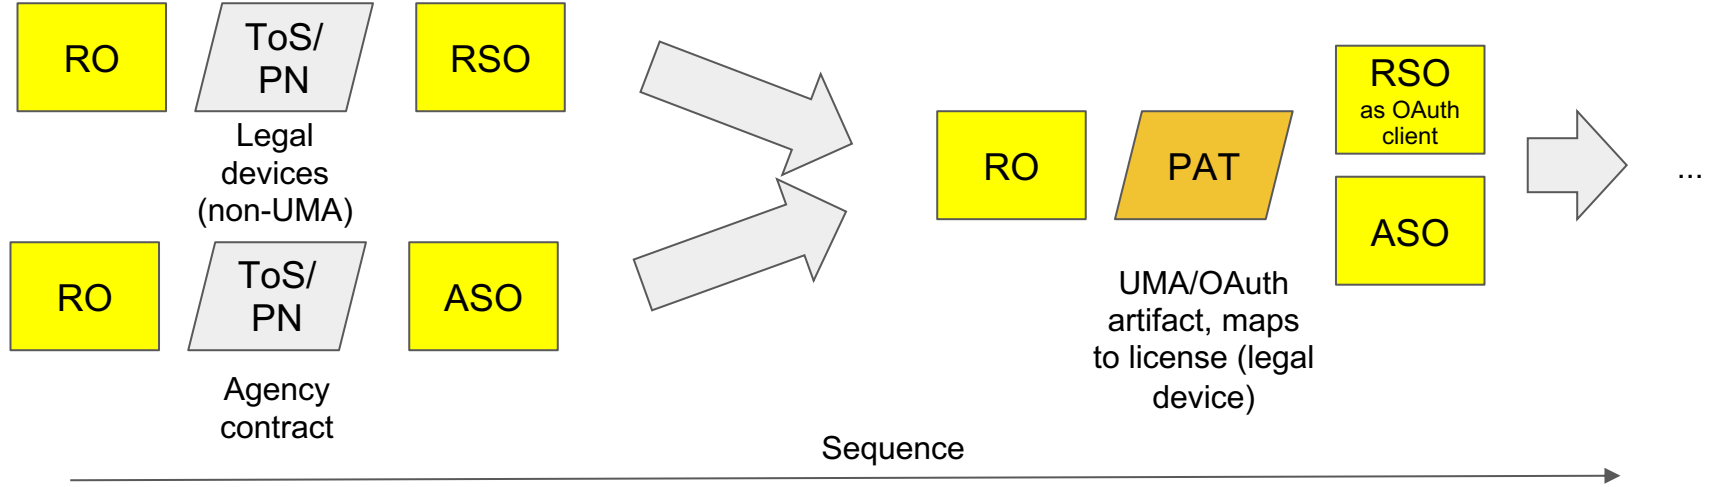 RO
ToS/
PN
RSO
Legal
devices
(non-UMA)
RO
ToS/
PN
ASO
Agency
contract
RO
PAT
RSO
as OAuth
client
ASO
UMA/OAuth
artifact, maps
to license (legal
device)
...
Sequence